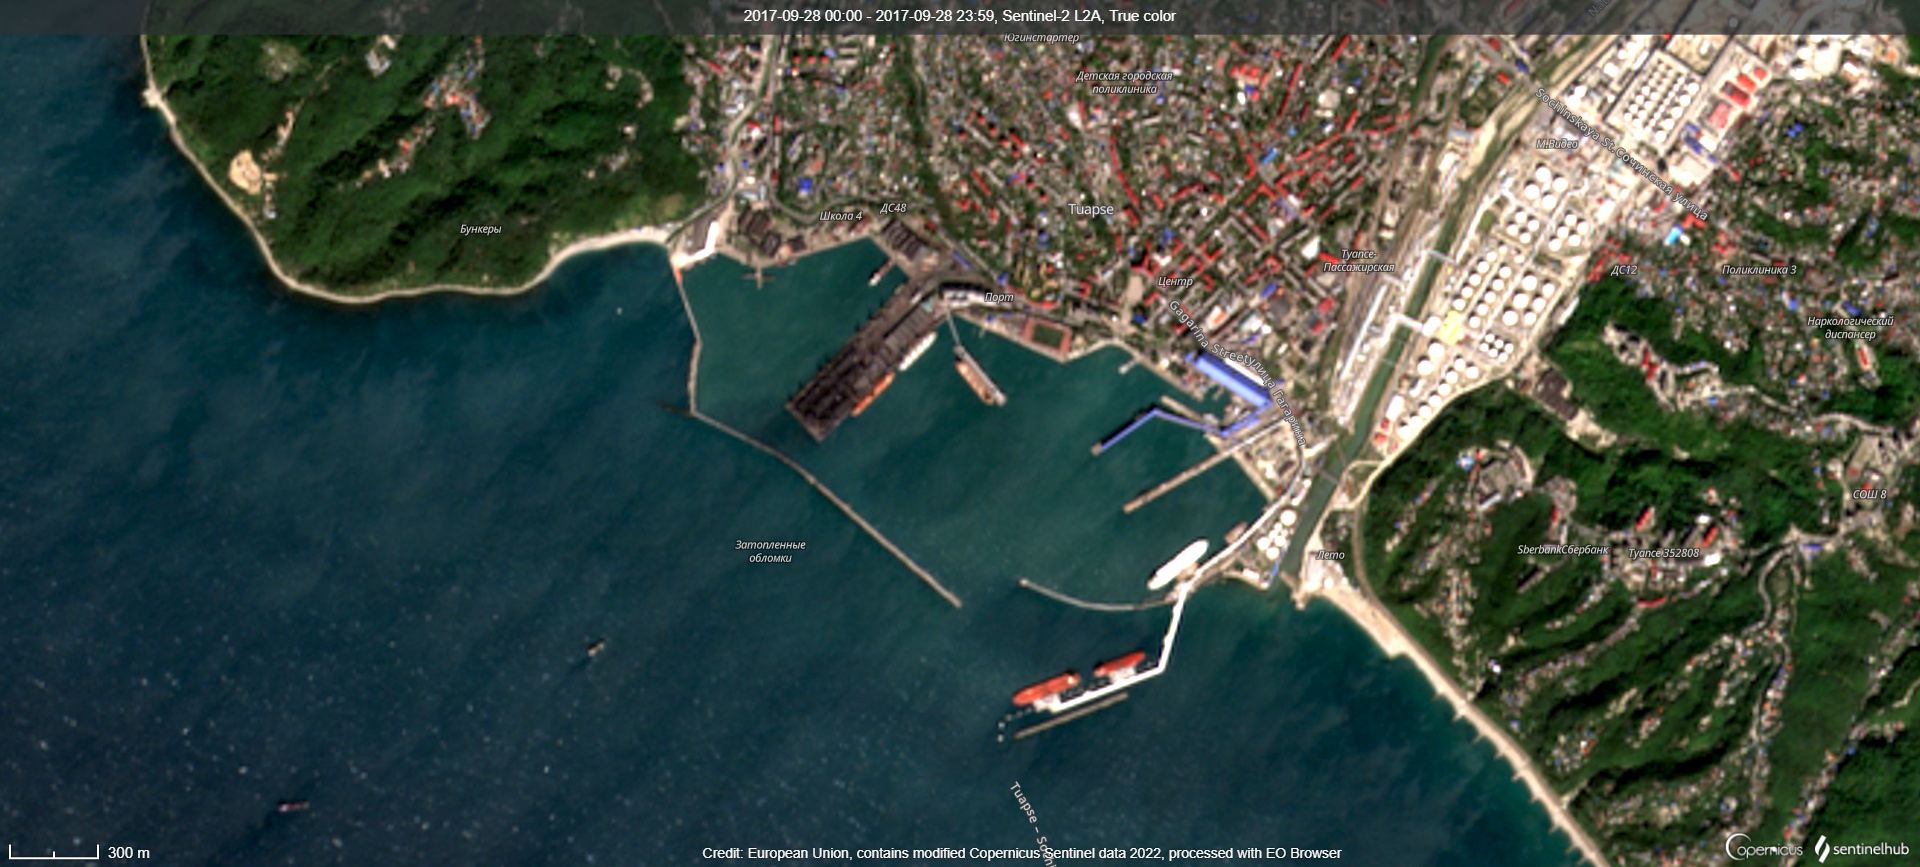 2017-09-28 00:00 - 2017-09-28 23:59, Sentinel-2 L2A, True color
Югинстартер
Детская городская
поликлиника
Sochinskaya St Сочинская улица
М.Видео
Школа 4
ДС48
Tuapse
Бункеры
Туапсе-
Пассажирская
ДС12
Поликлиника 3
Центр
Порт
Gagarina Street улица Гагарина
Наркологический
диспансер
СОШ 8
Затопленные
обломки
Лето
SberbankСбербанк
Туапсе 352808
Tuapse – Sochi
300 m
Credit: European Union, contains modified Copernicus Sentinel data 2022, processed with EO Browser
opernicus
sentinelhub